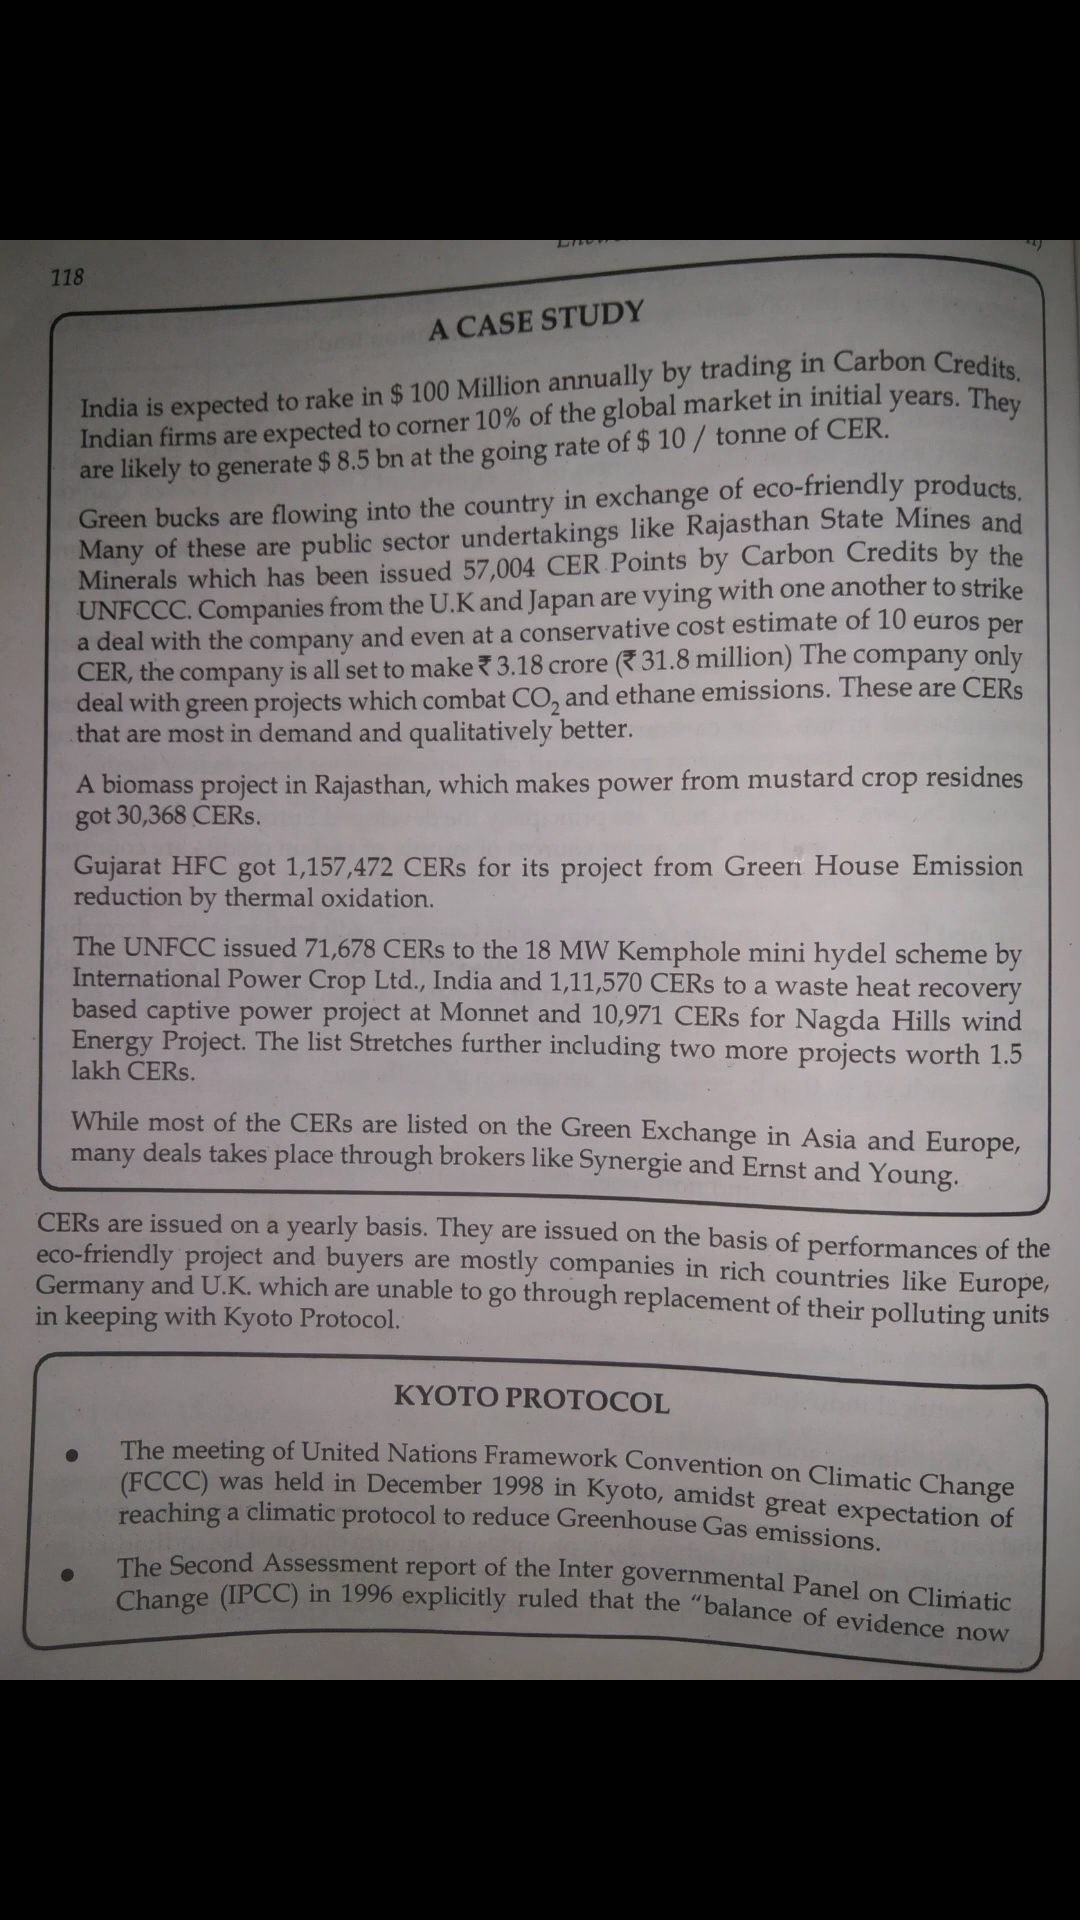 118
A CASE STUDY
India is expected to rake in $ 100 Million annually by trading in Carbon Credits.
Indian firms are expected to corner 10% of the global market in initial years. They
are likely to generate $ 8.5 bn at the going rate of $ 10 / tonne of CER.
Green bucks are flowing into the country in exchange of eco-friendly products.
Many of these are public sector undertakings like Rajasthan State Mines and
Minerals which has been issued 57,004 CER Points by Carbon Credits by the
UNFCCC. Companies from the U.K and Japan are vying with one another to strike
a deal with the company and even at a conservative cost estimate of 10 euros per
CER, the company is all set to make ₹ 3.18 crore (₹ 31.8 million) The company only
deal with green projects which combat CO₂ and ethane emissions. These are CERs
that are most in demand and qualitatively better.
A biomass project in Rajasthan, which makes power from mustard crop residnes
got 30,368 CERs.
Gujarat HFC got 1,157,472 CERs for its project from Green House Emission
reduction by thermal oxidation.
The UNFCC issued 71,678 CERs to the 18 MW Kemphole mini hydel scheme by
International Power Crop Ltd., India and 1,11,570 CERs to a waste heat recovery
based captive power project at Monnet and 10,971 CERs for Nagda Hills wind
Energy Project. The list Stretches further including two more projects worth 1.5
lakh CERs.
While most of the CERs are listed on the Green Exchange in Asia and Europe,
many deals takes place through brokers like Synergie and Ernst and Young.
CERs are issued on a yearly basis. They are issued on the basis of performances of the
eco-friendly project and buyers are mostly companies in rich countries like Europe,
Germany and U.K. which are unable to go through replacement of their polluting units
in keeping with Kyoto Protocol.
KYOTO PROTOCOL
• The meeting of United Nations Framework Convention on Climatic Change
(FCCC) was held in December 1998 in Kyoto, amidst great expectation of
reaching a climatic protocol to reduce Greenhouse Gas emissions.
• The Second Assessment report of the Inter governmental Panel on Climatic
Change (IPCC) in 1996 explicitly ruled that the "balance of evidence now